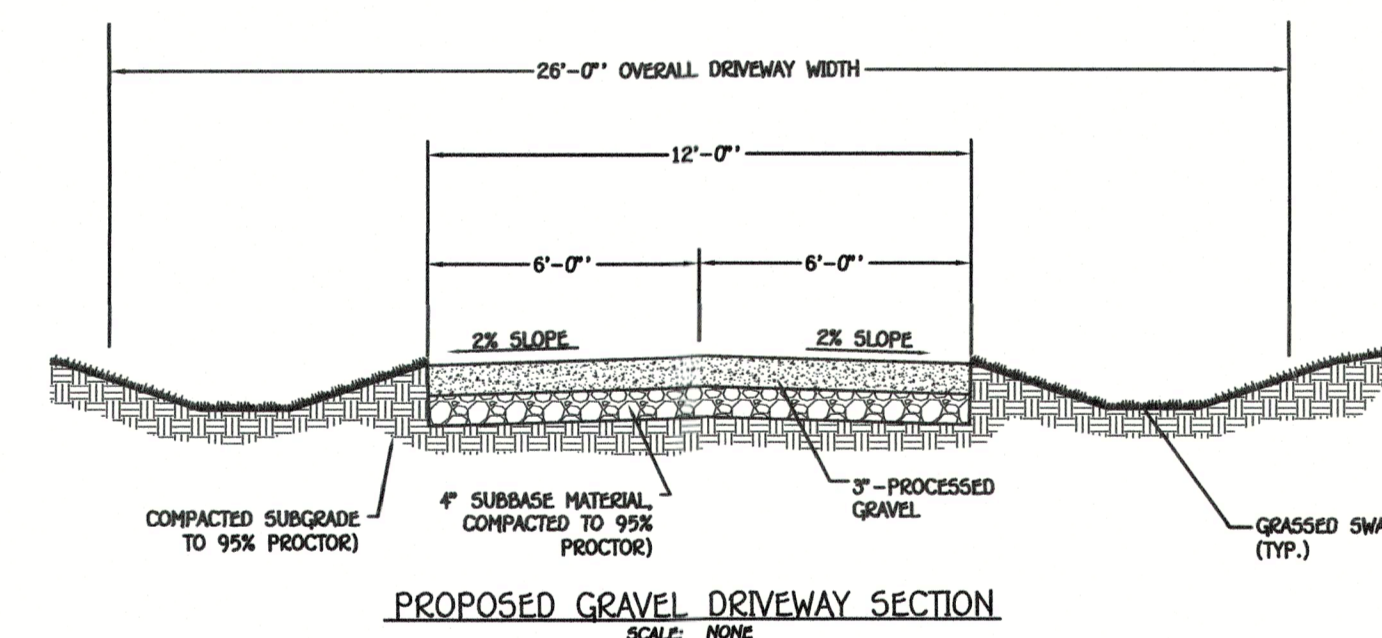 26'-0"' OVERALL DRIVEWAY WIDTH
12'-0"'
6'-0"'
6'-0"'
2% SLOPE
2% SLOPE
COMPACTED SUBGRADE
TO 95% PROCTOR)
4" SUBBASE MATERIAL,
COMPACTED TO 95%
PROCTOR)
3"-PROCESSED
GRAVEL
GRASSED
(TYP.)
PROPOSED GRAVEL DRIVEWAY SECTION
SCALE: NONE